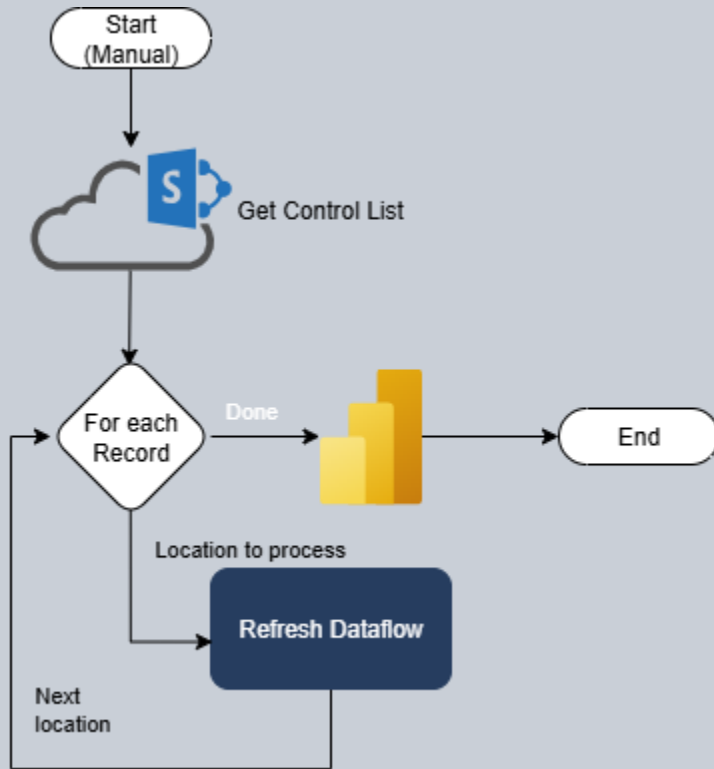 Start
(Manual)
S
Get Control List
For each
Record
Done
End
Location to process
Refresh Dataflow
Next
location